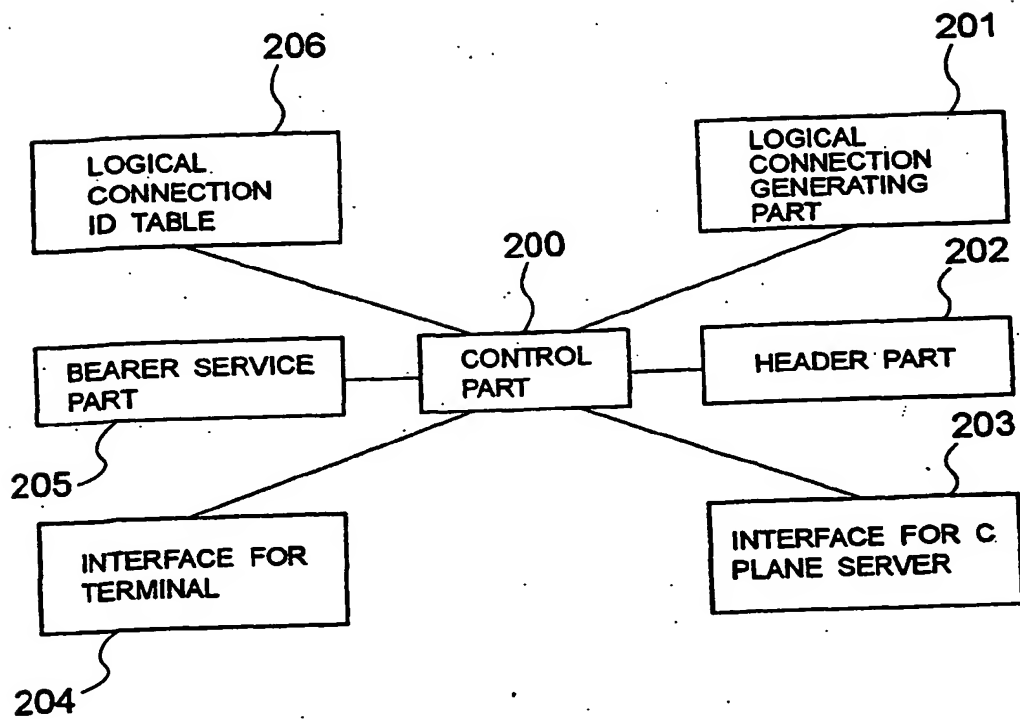 206
LOGICAL
CONNECTION
ID TABLE
201
LOGICAL
CONNECTION
GENERATING
PART
200
CONTROL
PART
202
HEADER PART
BEARER SERVICE
PART
205
203
INTERFACE FOR C
PLANE SERVER
INTERFACE FOR
TERMINAL
204